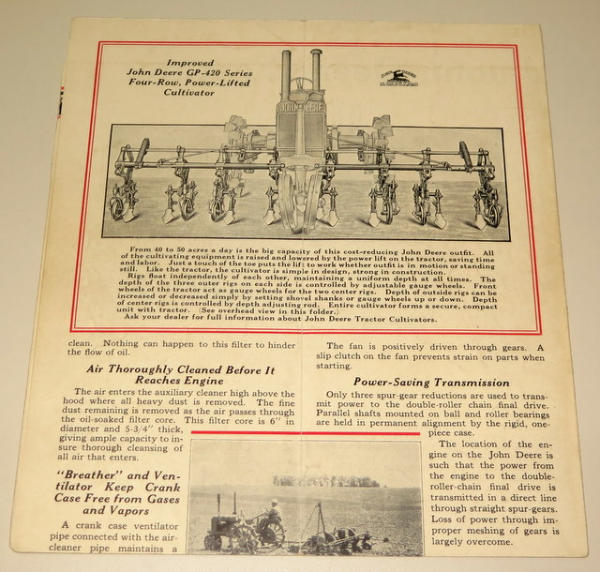 Improved
John Deere GP-420 Series
Four-Row, Power-Lifted
Cultivator
JOHN DEERE
From 40 to 50 acres a day is the big capacity of this cost-reducing John Deere outfit. All
of the cultivating equipment is raised and lowered by the power lift on the tractor, saving time
and labor. Just a touch of the toe puts the lift to work whether outfit is in motion or standing
still. Like the tractor, the cultivator is simple in design, strong in construction.
Rigs float independently of each other, maintaining a uniform depth at all times. The
depth of the three outer rigs on each side is controlled by adjustable gauge wheels. Front
wheels of the tractor act as gauge wheels for the two center rigs. Depth of outside rigs can be
increased or decreased simply by setting shovel shanks or gauge wheels up or down. Depth
of center rigs is controlled by depth adjusting rod. Entire cultivator forms a secure, compact
unit with tractor. (See overhead view in this folder.)
Ask your dealer for full information about John Deere Tractor Cultivators.
clean. Nothing can happen to this filter to hinder
the flow of oil.
Air Thoroughly Cleaned Before It
Reaches Engine
The air enters the auxiliary cleaner high above the
hood where all heavy dust is removed. The fine
dust remaining is removed as the air passes through
the oil-soaked filter core. This filter core is 6" in
diameter and 5-3/4" thick,
giving ample capacity to in-
sure thorough cleansing of
all air that enters.
"Breather" and Ven-
tilator Keep Crank
Case Free from Gases
and Vapors
A crank case ventilator
pipe connected with the air-
cleaner pipe maintains a
The fan is positively driven through gears. A
slip clutch on the fan prevents strain on parts when
starting.
Power-Saving Transmission
Only three spur-gear reductions are used to trans-
mit power to the double-roller chain final drive.
Parallel shafts mounted on ball and roller bearings
are held in permanent alignment by the rigid, one-
piece case.
The location of the en-
gine on the John Deere is
such that the power from
the engine to the double-
roller-chain final drive is
transmitted in a direct line
through straight spur-gears.
Loss of power through im-
proper meshing of gears is
largely overcome.